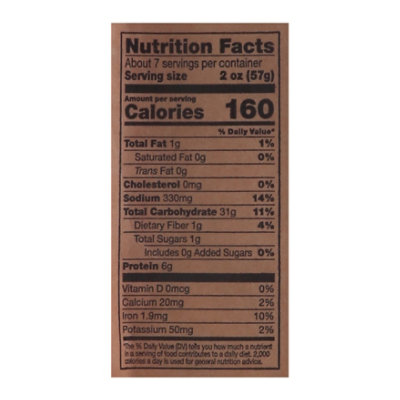 Nutrition Facts
About 7 servings per container
Serving size 2 oz (57g)
Amount per serving
Calories 160
% Daily Value*
Total Fat 1g 1%
Saturated Fat 0g 0%
Trans Fat 0g
Cholesterol 0mg 0%
Sodium 330mg 14%
Total Carbohydrate 31g 11%
Dietary Fiber 1g 4%
Total Sugars 1g
Includes 0g Added Sugars 0%
Protein 6g
Vitamin D 0mcg 0%
Calcium 20mg 2%
Iron 1.9mg 10%
Potassium 50mg 2%
*The % Daily Value (DV) tells you how much a nutrient
in a serving of food contributes to a daily diet. 2,000
calories a day is used for general nutrition advice.